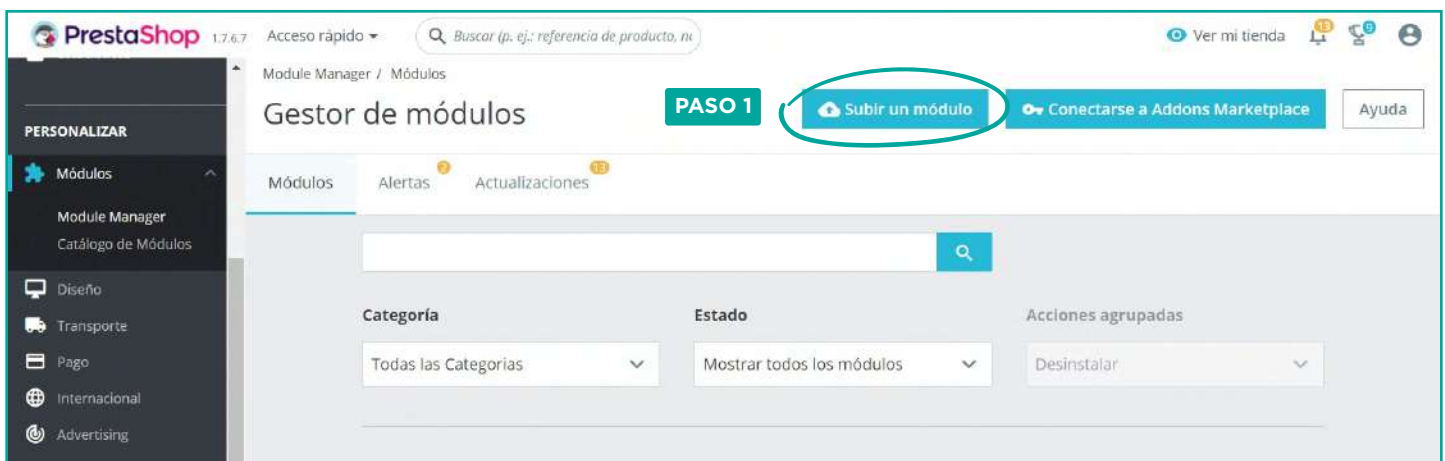 PrestaShop 1.7.6.7 Acceso rápido Buscar (p. ej.: referencia de producto, Ver mi tienda 13 9
Module Manager / Módulos
Gestor de módulos PASO 1 Subir un módulo Conectarse a Addons Marketplace Ayuda
PERSONALIZAR
Módulos
Module Manager
Catálogo de Módulos
Diseño
Transporte
Pago
Internacional
Advertising
Módulos Alertas 2 Actualizaciones 13
Categoría Estado Acciones agrupadas
Todas las Categorias Mostrar todos los módulos Desinstalar